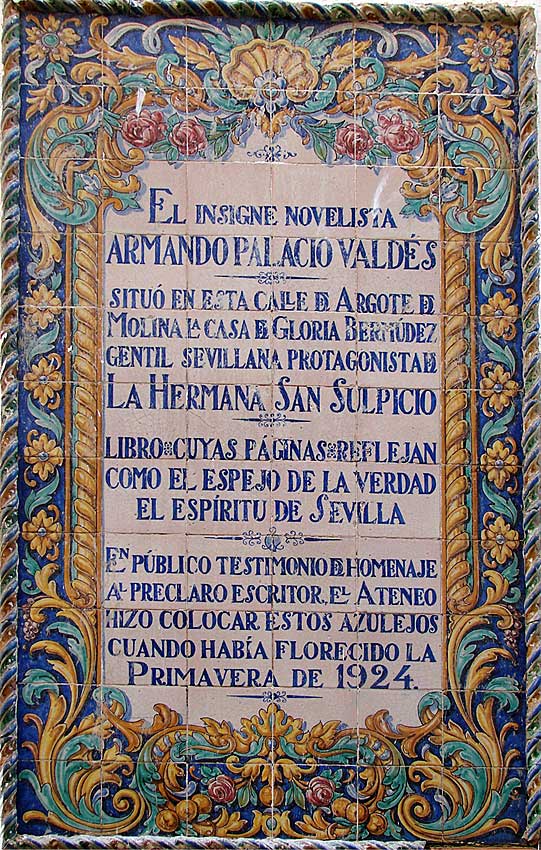 EL INSIGNE NOVELISTA
ARMANDO PALACIO VALDÉS
SITUÓ EN ESTA CALLE DE ARGOTE DE
MOLINA LA CASA DE GLORIA BERMÚDEZ
GENTIL SEVILLANA PROTAGONISTA DE
LA HERMANA SAN SULPICIO
LIBRO CUYAS PÁGINAS REFLEJAN
COMO EL ESPEJO DE LA VERDAD
EL ESPÍRITU DE SEVILLA
EN PÚBLICO TESTIMONIO DE HOMENAJE
AL PRECLARO ESCRITOR, EL ATENEO
HIZO COLOCAR ESTOS AZULEJOS
CUANDO HABÍA FLORECIDO LA
PRIMAVERA DE 1924.